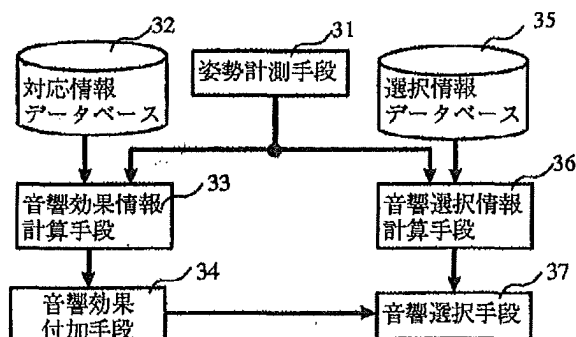 32
31
35
対応情報
データベース
姿勢計測手段
選択情報
データベース
33
36
音響効果情報
計算手段
音響選択情報
計算手段
34
37
音響効果
付加手段
音響選択手段